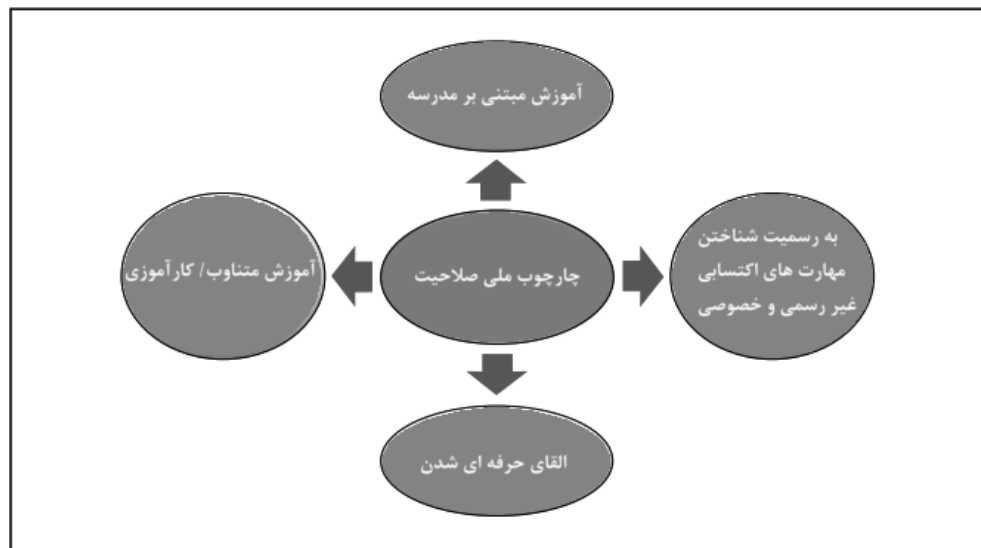 آموزش مبتنی بر مدرسه
به رسمیت شناختن
مهارت های اکتسابی
غیر رسمی و خصوصی
چارچوب ملی صلاحیت
آموزش متناوب/ کارآموزی
القای حرفه ای شدن